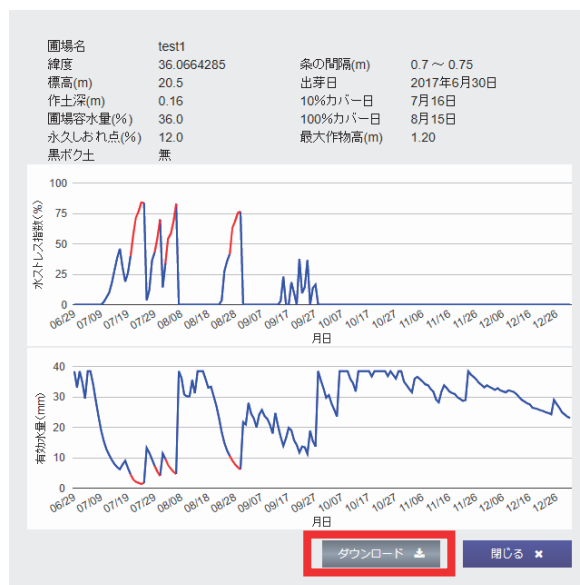 圃場名 test1
緯度 36.0664285 条の間隔(m) 0.7 ～ 0.75
標高(m) 20.5 出芽日 2017年6月30日
作土深(m) 0.16 10%カバー日 7月16日
圃場容水量(%) 36.0 100%カバー日 8月15日
永久しおれ点(%) 12.0 最大作物高(m) 1.20
黒ボク土 無
水ストレス指数(%)
100
75
50
25
0
06/29 07/09 07/19 07/29 08/08 08/18 08/28 09/07 09/17 09/27 10/07 10/17 10/27 11/06 11/16 11/26 12/06 12/16 12/26
月日
有効水量(mm)
40
30
20
10
0
06/29 07/09 07/19 07/29 08/08 08/18 08/28 09/07 09/17 09/27 10/07 10/17 10/27 11/06 11/16 11/26 12/06 12/16 12/26
月日
ダウンロード 閉じる ×